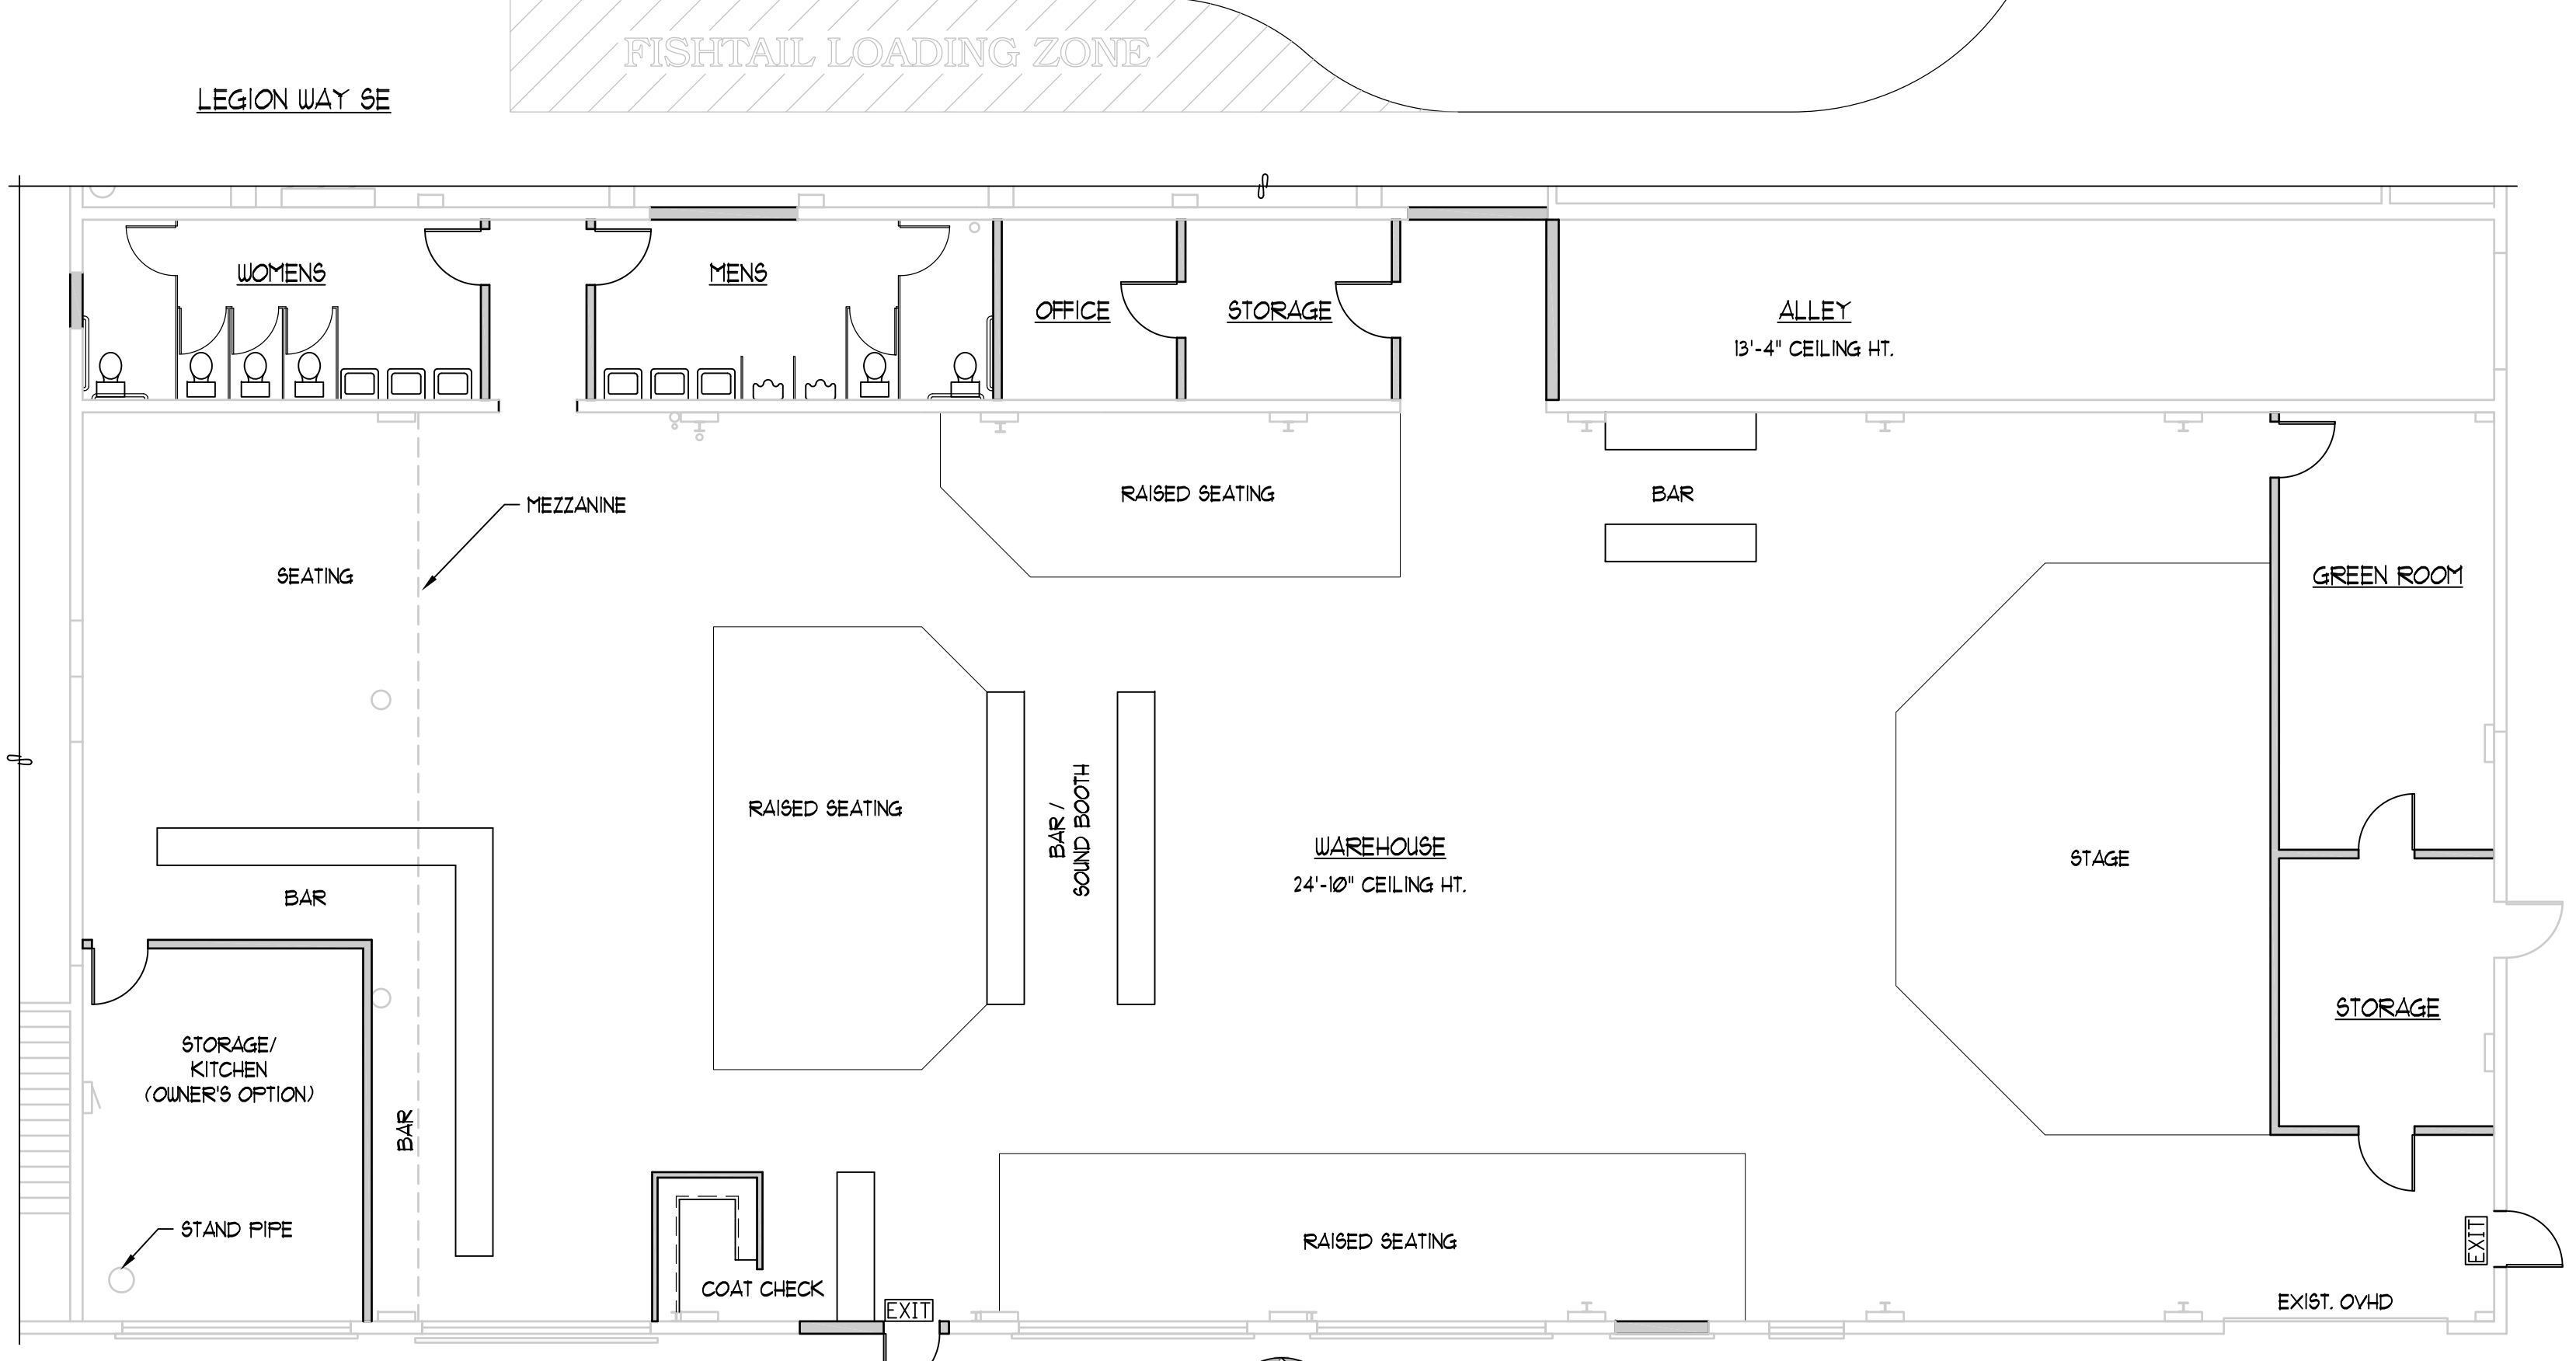 FISHTAIL LOADING ZONE
LEGION WAY SE
WOMENS
MENS
OFFICE
STORAGE
ALLEY
13'-4" CEILING HT.
MEZZANINE
RAISED SEATING
BAR
SEATING
GREEN ROOM
RAISED SEATING
BAR /
SOUND BOOTH
WAREHOUSE
24'-10" CEILING HT.
STAGE
BAR
STORAGE
STORAGE/
KITCHEN
(OWNER'S OPTION)
BAR
STAND PIPE
COAT CHECK
RAISED SEATING
EXIT
EXIT
EXIST. OVHD